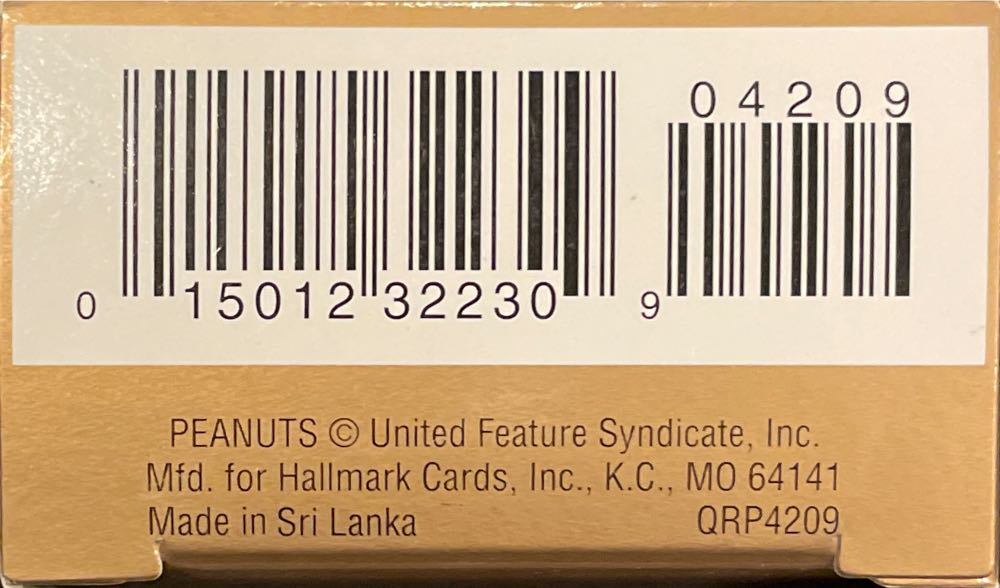 04209
0 15012 32230 9
PEANUTS © United Feature Syndicate, Inc.
Mfd. for Hallmark Cards, Inc., K.C., MO 64141
Made in Sri Lanka QRP4209